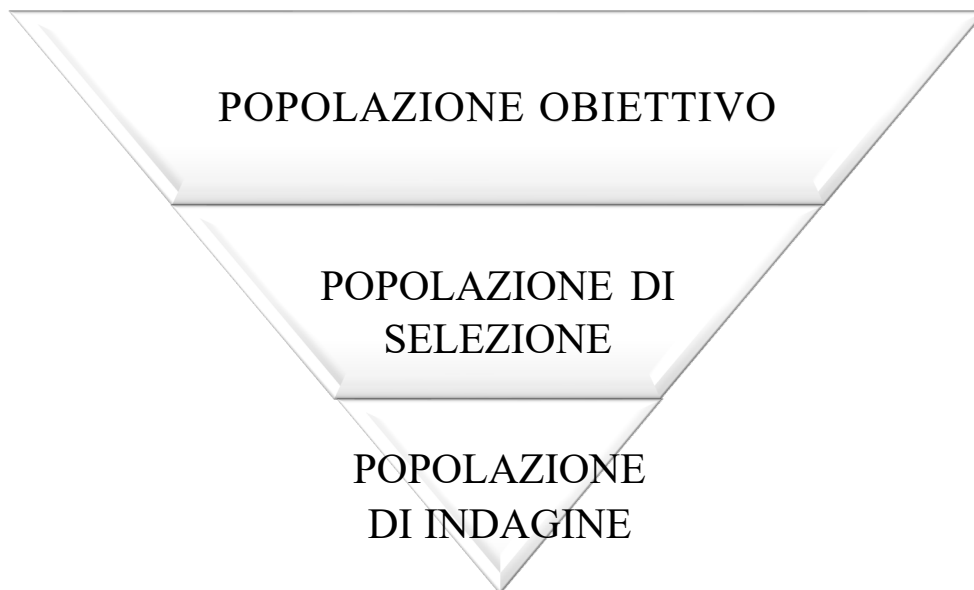 POPOLAZIONE OBIETTIVO
POPOLAZIONE DI
SELEZIONE
POPOLAZIONE
DI INDAGINE